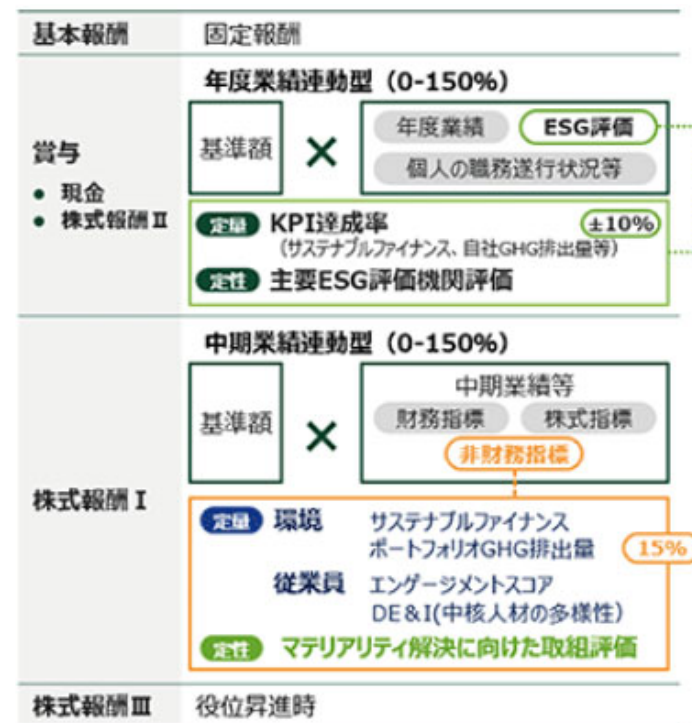 基本報酬 固定報酬
年度業績連動型（0-150%）
賞与
• 現金
• 株式報酬Ⅱ
基準額 × 年度業績 ESG評価
個人の職務遂行状況等
定量 KPI達成率 ±10%
（サステナブルファイナンス、自社GHG排出量等）
定性 主要ESG評価機関評価
株式報酬Ⅰ
中期業績連動型（0-150%）
基準額 × 中期業績等
財務指標 株式指標
非財務指標
定量 環境 サステナブルファイナンス
ポートフォリオGHG排出量
15%
従業員 エンゲージメントスコア
DE&I(中核人材の多様性）
定性 マテリアリティ解決に向けた取組評価
株式報酬Ⅲ 役位昇進時